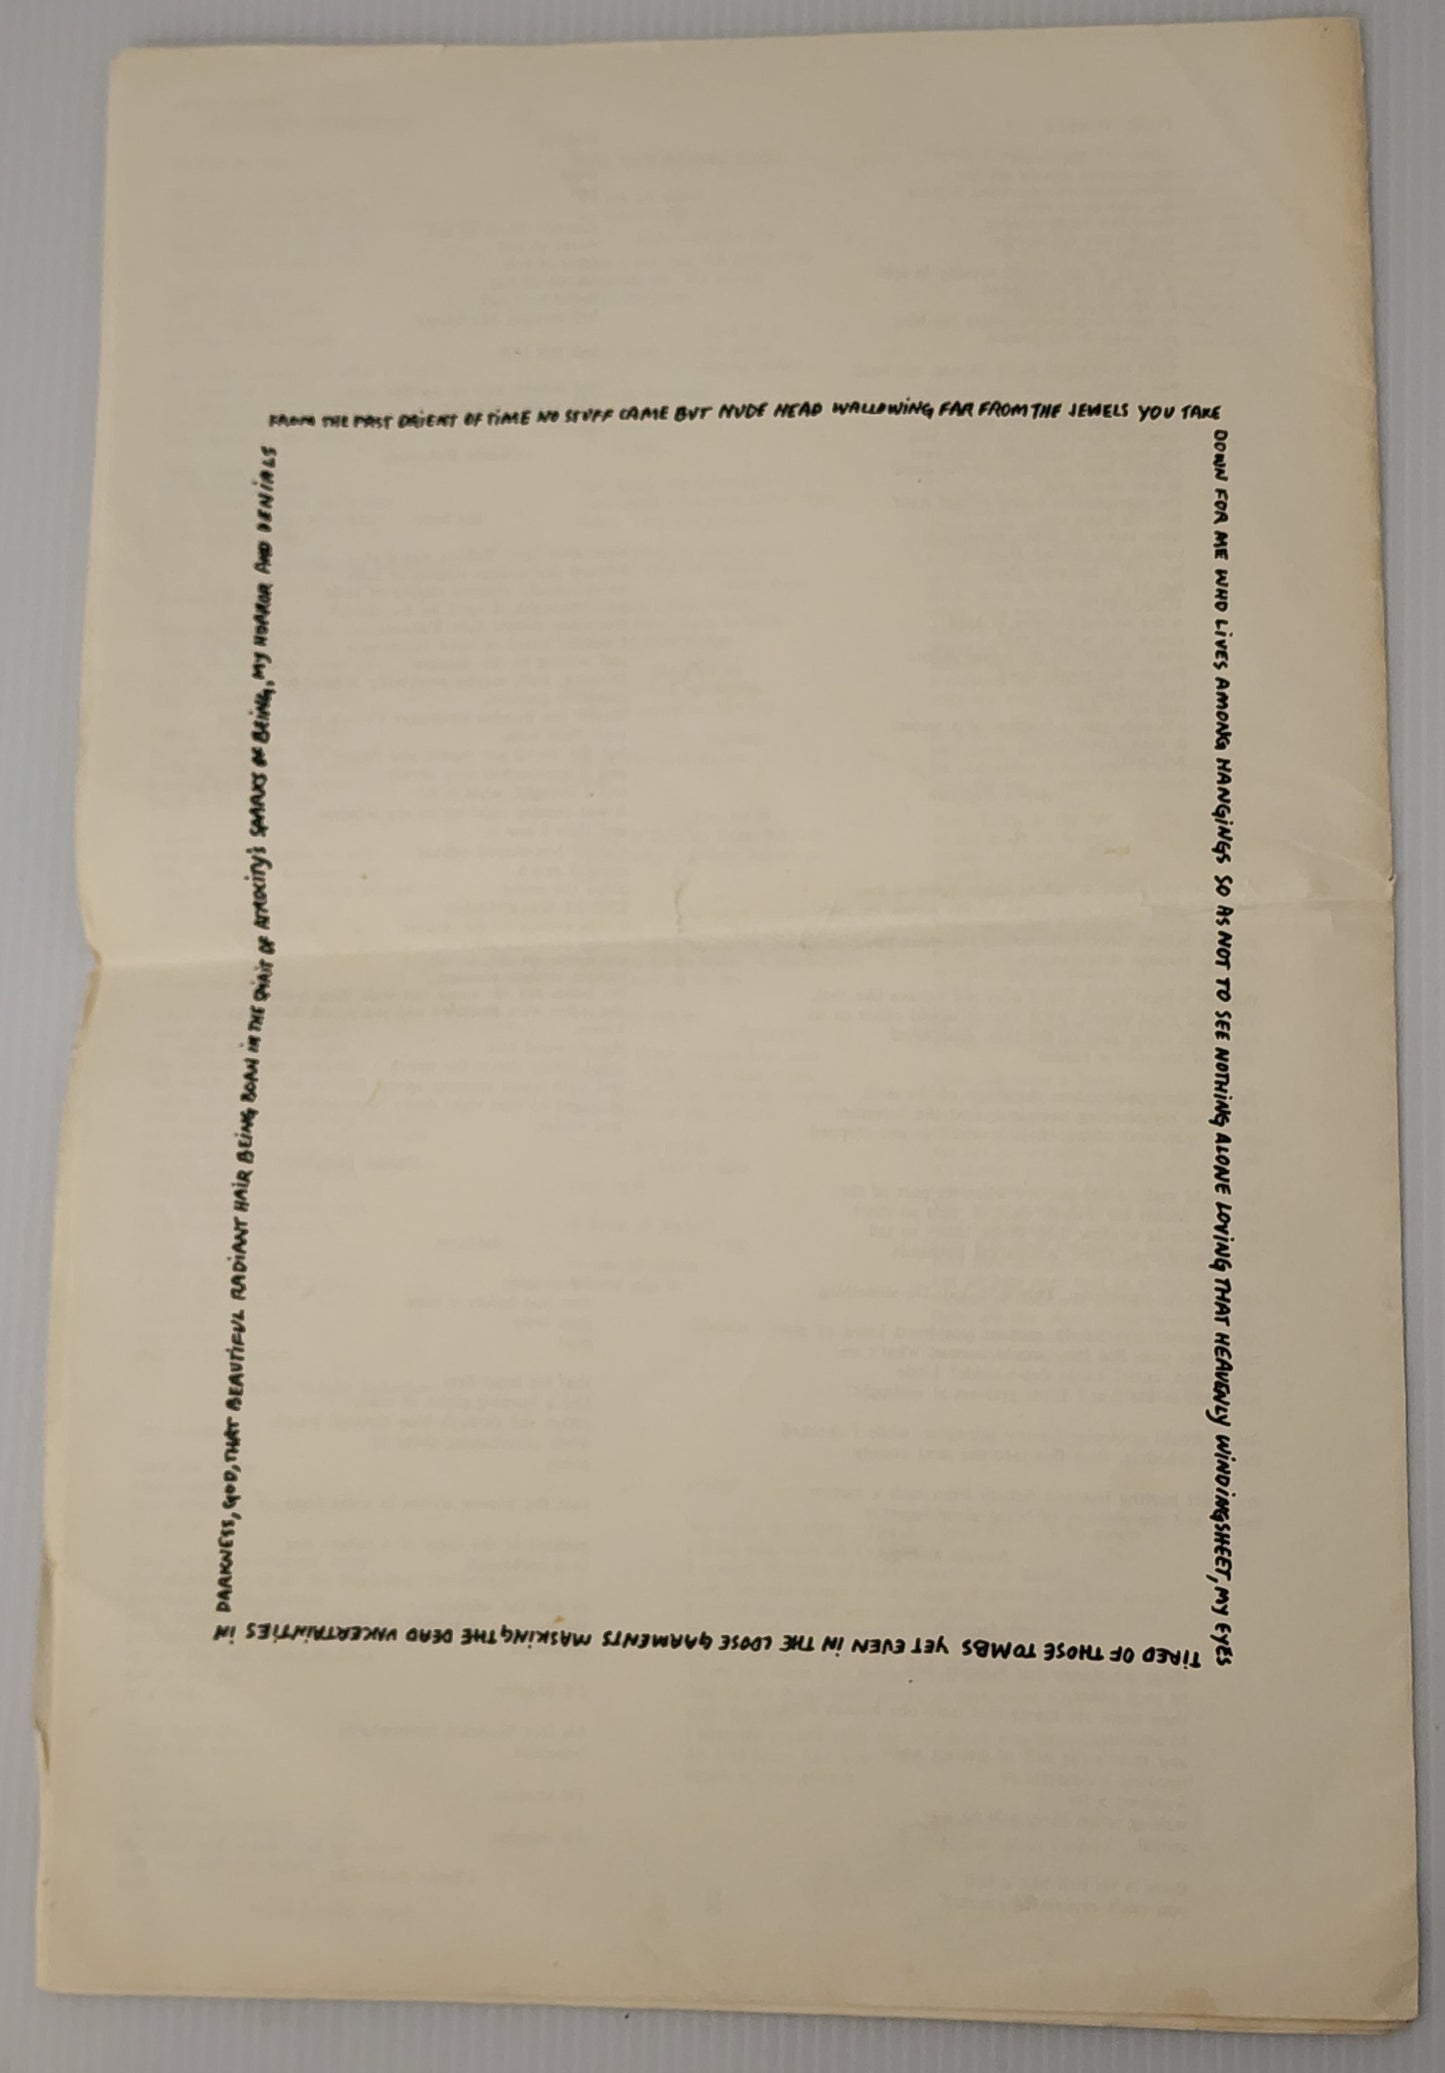 FROM THE PAST ORIENT OF TIME NO STUFF CAME BUT NUDE HEAD WALLOWING FAR FROM THE JEWELS YOU TAKE
DOWN FOR ME WHO LIVES AMONG HANGINGS SO AS NOT TO SEE NOTHING ALONE LOVING THAT HEAVENLY WINDINGSHEET, MY EYES
TIRED OF THOSE TOMBS YET EVEN IN THE LOOSE GARMENTS MASKING THE DEAD UNCERTAINTIES IN
DARKNESS, GOD, THAT BEAUTIFUL RADIANT HAIR BEING BORN IN THE SPIRIT OF ATROCITY'S SPARKS OF BEING, MY HORROR AND DENIALS